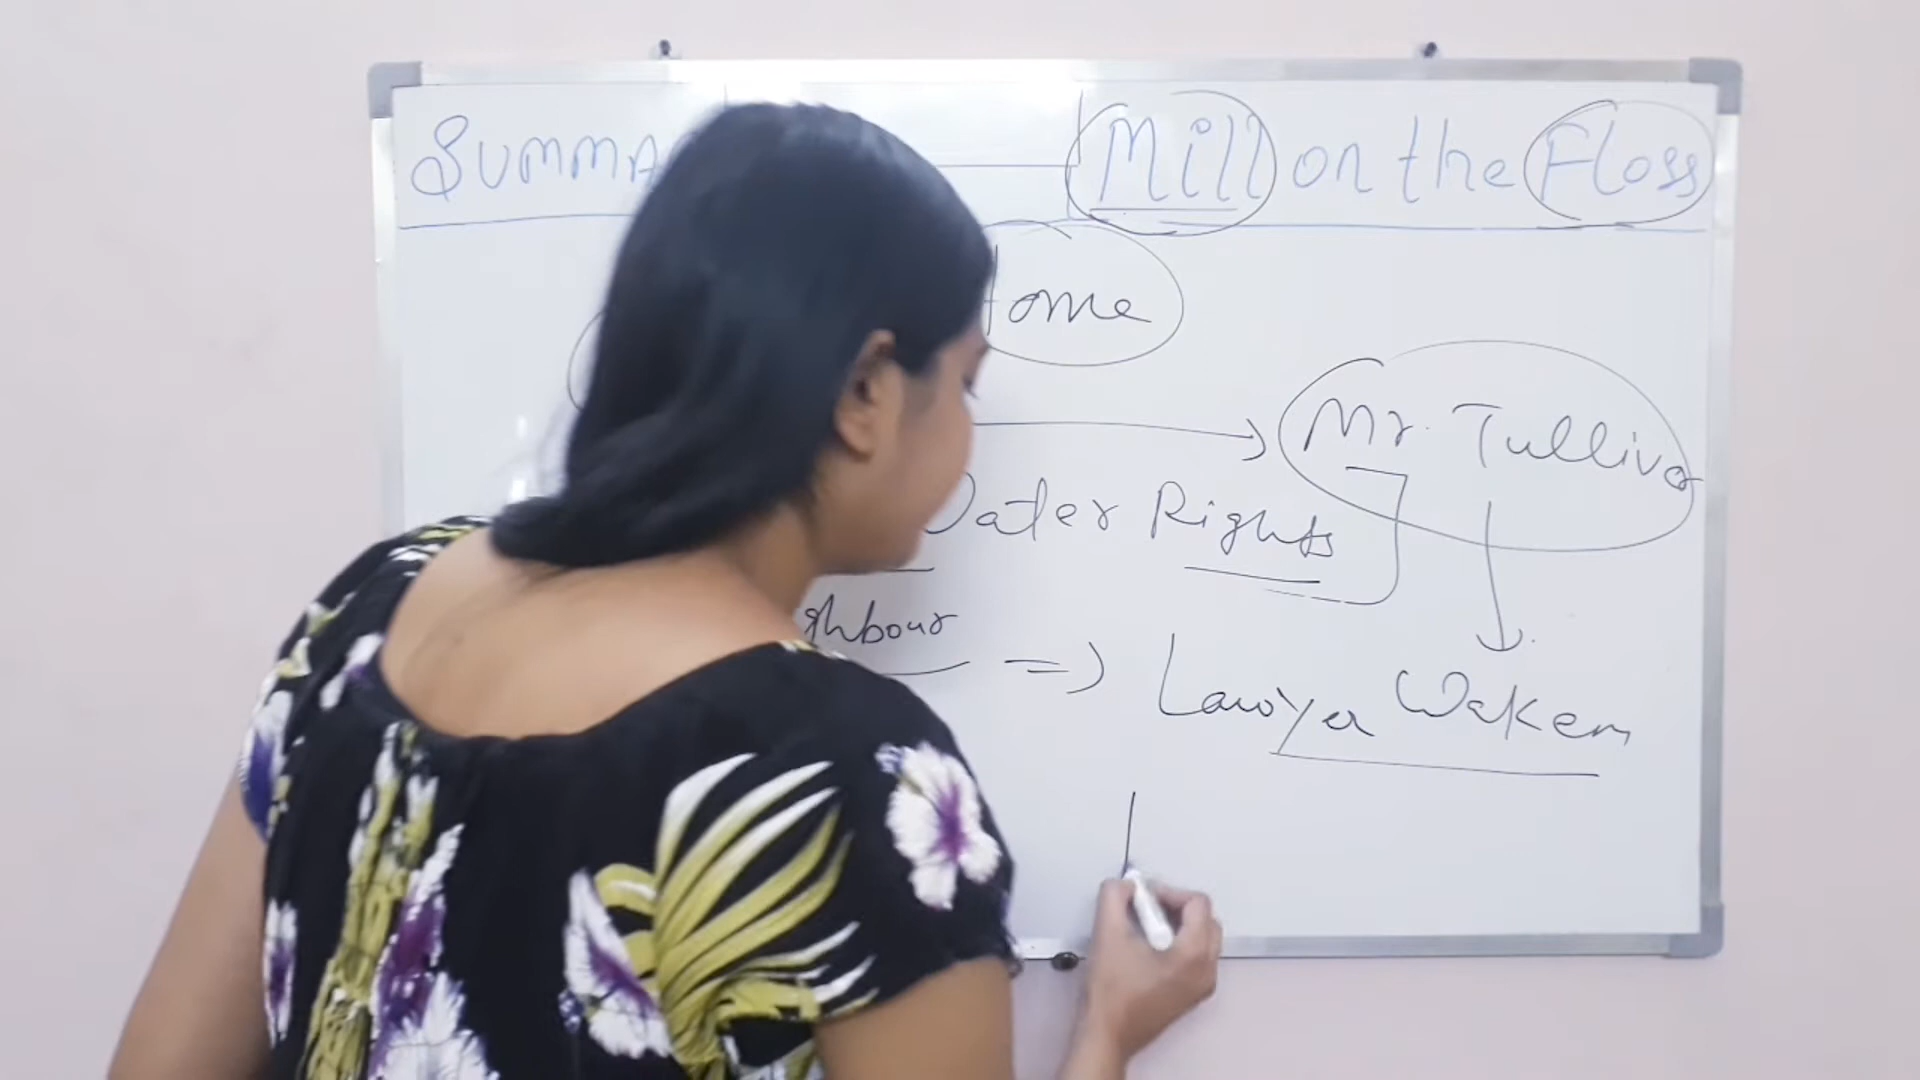 SUMMA Mill on the Floss
Home
Mr. Tulliver
Water Rights
ghbour => Lawyer Wakem